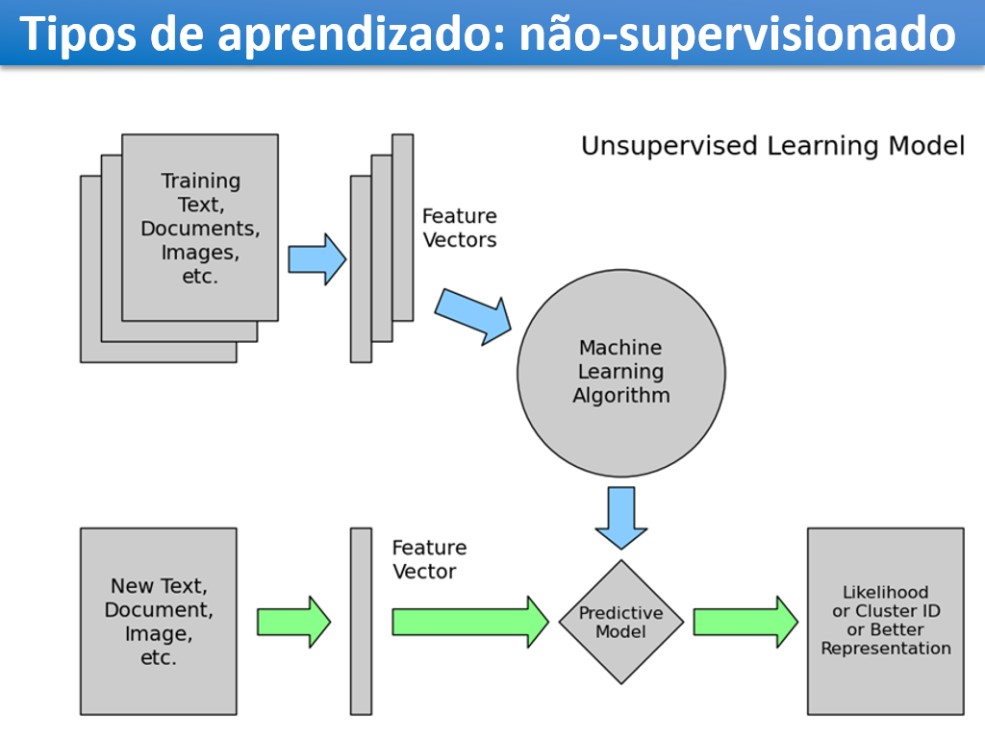 Tipos de aprendizado: não-supervisionado
Unsupervised Learning Model
Training
Text,
Documents,
Images,
etc.
Feature
Vectors
Machine
Learning
Algorithm
New Text,
Document,
Image,
etc.
Feature
Vector
Predictive
Model
Likelihood
or Cluster ID
or Better
Representation